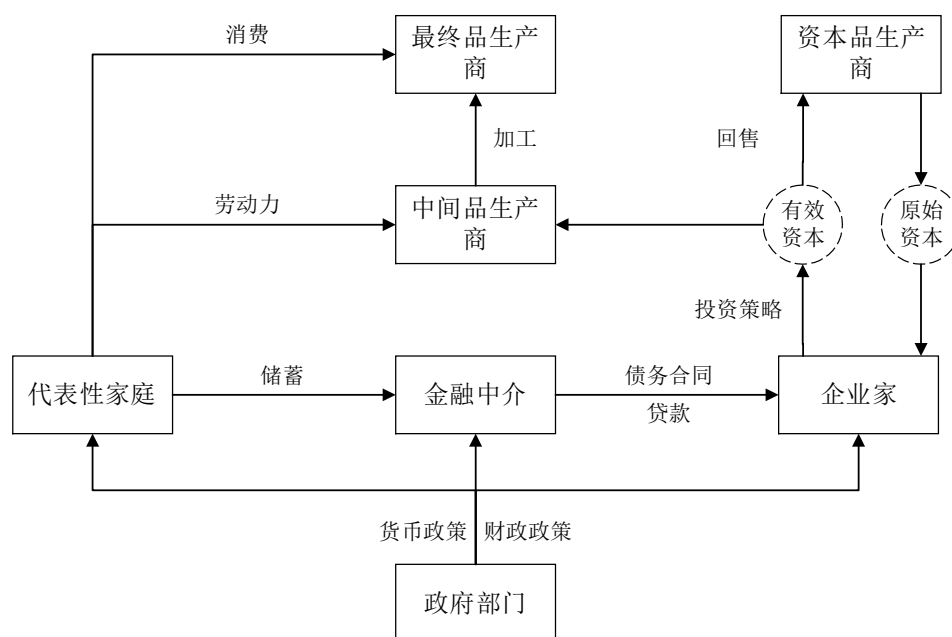 消费
最终品生产
商
资本品生产
商
加工
回售
劳动力
中间品生产
商
有效
资本
原始
资本
投资策略
代表性家庭
储蓄
金融中介
债务合同
贷款
企业家
货币政策
财政政策
政府部门